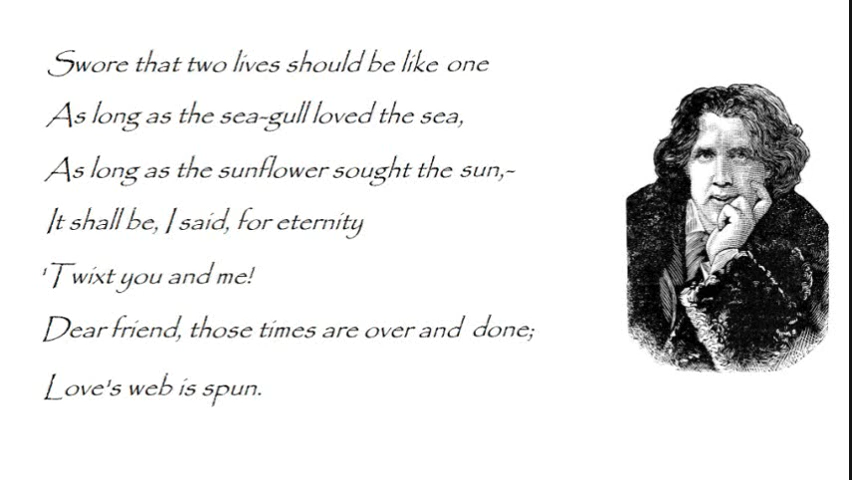 Swore that two lives should be like one
As long as the sea-gull loved the sea,
As long as the sunflower sought the sun,-
It shall be, I said, for eternity
'Twixt you and me!
Dear friend, those times are over and done;
Love's web is spun.